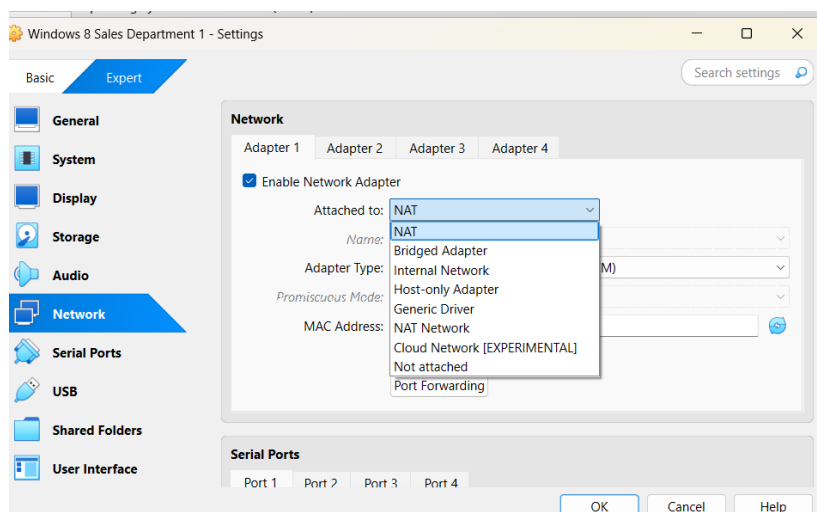 Windows 8 Sales Department 1 - Settings
Basic
Expert
Search settings
General
System
Display
Storage
Audio
Network
Serial Ports
USB
Shared Folders
User Interface
Network
Adapter 1 Adapter 2 Adapter 3 Adapter 4
Enable Network Adapter
Attached to: NAT
NAT
Bridged Adapter
Internal Network
Host-only Adapter
Generic Driver
NAT Network
Cloud Network [EXPERIMENTAL]
Not attached
Name:
Adapter Type: M)
Promiscuous Mode:
MAC Address:
Port Forwarding
Serial Ports
Port 1 Port 2 Port 3 Port 4
OK Cancel Help